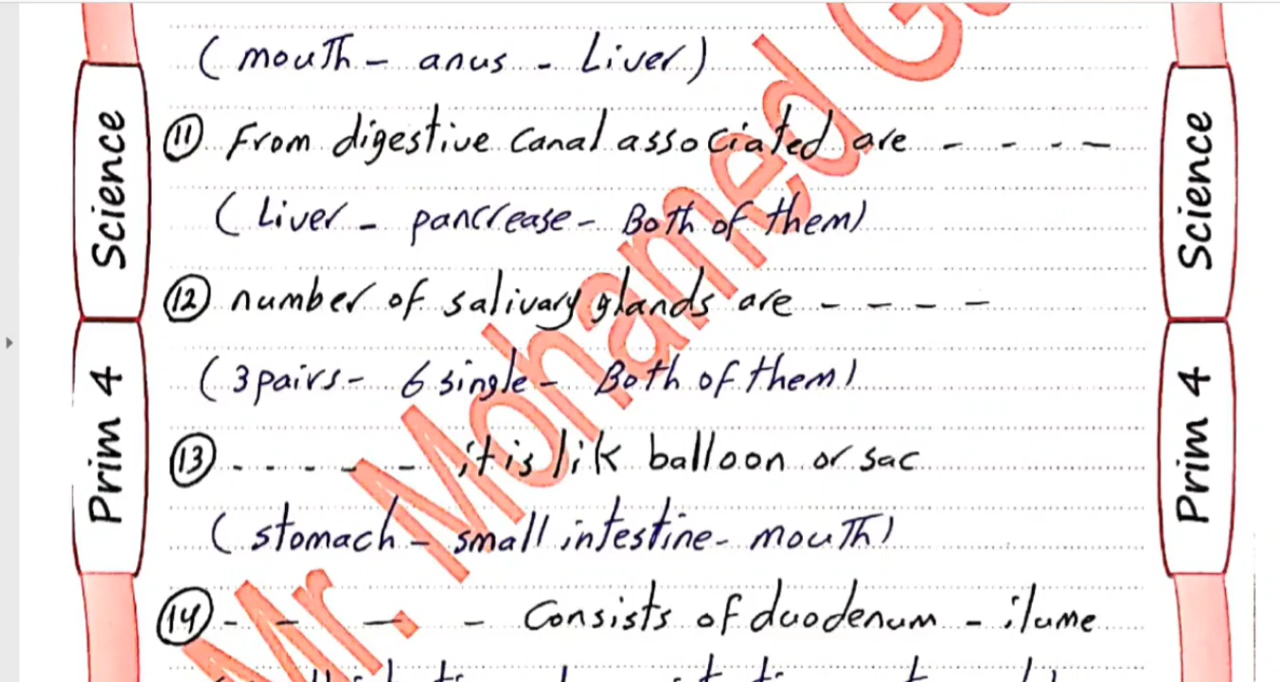 (mouth - anus - Liver)
⑪ From digestive canal associated are - - - -
(Liver - pancrease - Both of them)
⑫ number of salivary glands are - - - -
(3 pairs - 6 single - Both of them)
⑬ - - - - - it is lik balloon or sac
(stomach - small intestine - mouth)
⑭ - - - - Consists of duodenum - ilume
Science
Prim 4
Science
Prim 4
Mr. Mohamed